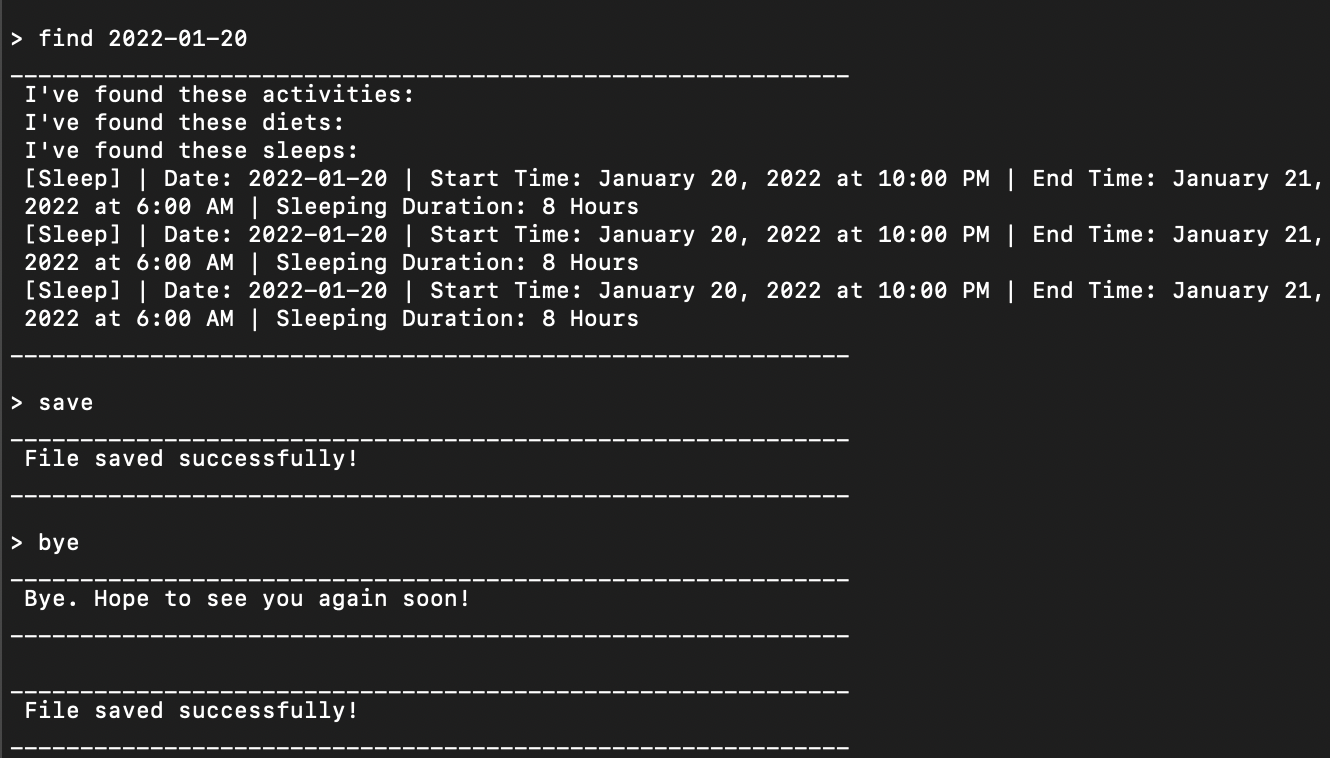 > find 2022-01-20
____________________________________________________________
I've found these activities:
I've found these diets:
I've found these sleeps:
[Sleep] | Date: 2022-01-20 | Start Time: January 20, 2022 at 10:00 PM | End Time: January 21,
2022 at 6:00 AM | Sleeping Duration: 8 Hours
[Sleep] | Date: 2022-01-20 | Start Time: January 20, 2022 at 10:00 PM | End Time: January 21,
2022 at 6:00 AM | Sleeping Duration: 8 Hours
[Sleep] | Date: 2022-01-20 | Start Time: January 20, 2022 at 10:00 PM | End Time: January 21,
2022 at 6:00 AM | Sleeping Duration: 8 Hours
____________________________________________________________
> save
____________________________________________________________
File saved successfully!
____________________________________________________________
> bye
____________________________________________________________
Bye. Hope to see you again soon!
____________________________________________________________
____________________________________________________________
File saved successfully!
____________________________________________________________